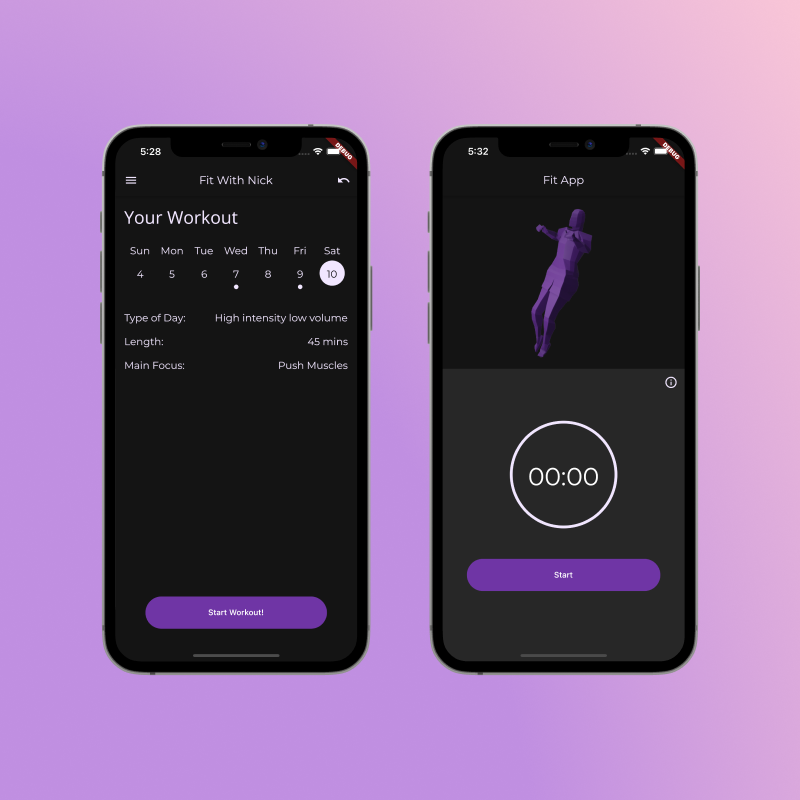 5:28
DEBUG
Fit With Nick
Your Workout
Sun Mon Tue Wed Thu Fri Sat
4 5 6 7 8 9 10
Type of Day: High intensity low volume
Length: 45 mins
Main Focus: Push Muscles
Start Workout!
5:32
DEBUG
Fit App
00:00
Start